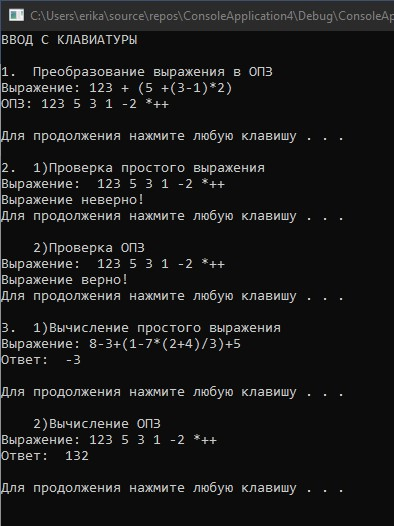 C:\Users\erika\source\repos\ConsoleApplication4\Debug\ConsoleAp
ВВОД С КЛАВИАТУРЫ
1.  Преобразование выражения в ОПЗ
Выражение: 123 + (5 +(3-1)*2)
ОПЗ: 123 5 3 1 -2 *++
Для продолжения нажмите любую клавишу . . .
2.  1)Проверка простого выражения
Выражение:  123 5 3 1 -2 *++
Выражение неверно!
Для продолжения нажмите любую клавишу . . .
2)Проверка ОПЗ
Выражение:  123 5 3 1 -2 *++
Выражение верно!
Для продолжения нажмите любую клавишу . . .
3.  1)Вычисление простого выражения
Выражение: 8-3+(1-7*(2+4)/3)+5
Ответ:  -3
Для продолжения нажмите любую клавишу . . .
2)Вычисление ОПЗ
Выражение: 123 5 3 1 -2 *++
Ответ:  132
Для продолжения нажмите любую клавишу . . .